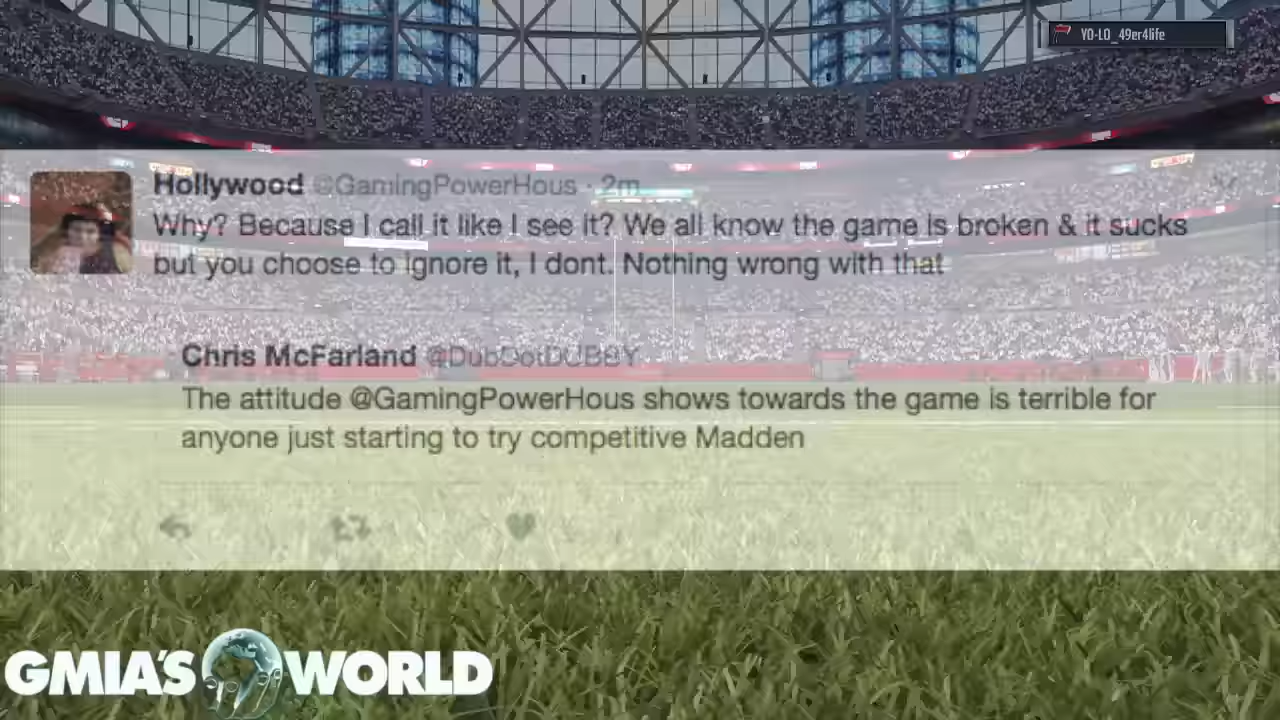 YO-LO_49er4life
Hollywood @GamingPowerHous · 2m
Why? Because I call it like I see it? We all know the game is broken & it sucks
but you choose to ignore it, I dont. Nothing wrong with that
Chris McFarland @DubDotDUBBY
The attitude @GamingPowerHous shows towards the game is terrible for
anyone just starting to try competitive Madden
GMIA'S WORLD